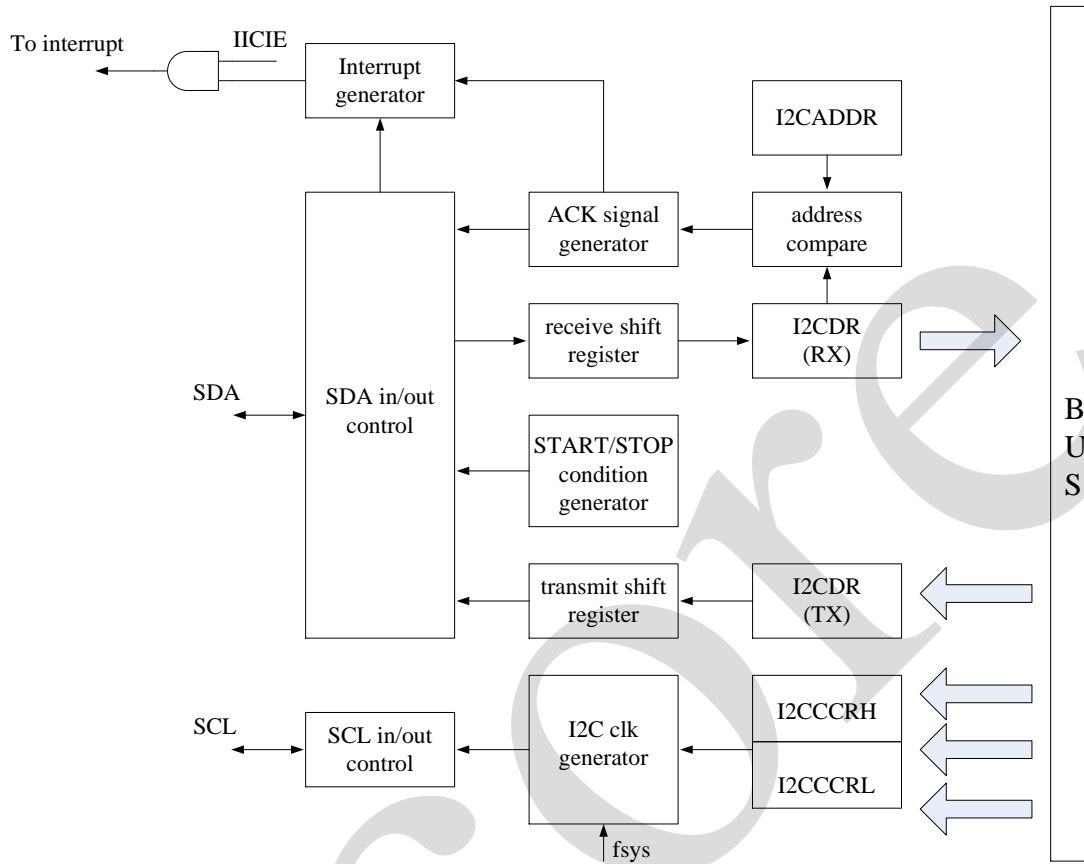 To interrupt
IICIE
Interrupt
generator
I2CADDR
ACK signal
generator
address
compare
receive shift
register
I2CDR
(RX)
SDA
SDA in/out
control
START/STOP
condition
generator
B
U
S
transmit shift
register
I2CDR
(TX)
SCL
SCL in/out
control
I2C clk
generator
I2CCCRH
I2CCCRL
fsys
ore